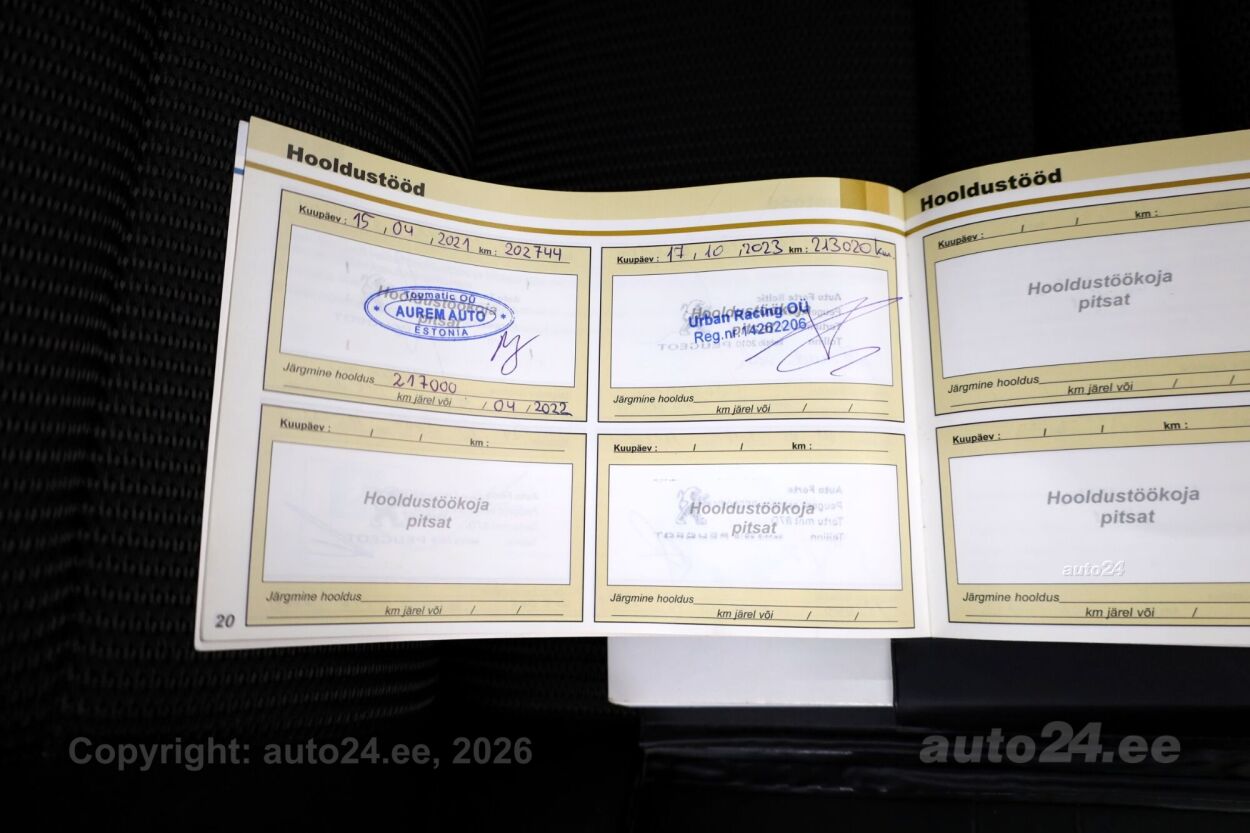 Hooldustööd
Kuupäev : 15 , 04 , 2021 km : 202744
Toumatic OÜ
AUREM AUTO
ESTONIA
Järgmine hooldus 217000
km järel või / 04 , 2022
Kuupäev : 17 , 10 , 2023 km : 213020 km.
Hooldustöökoja
pitsat
Urban Racing OÜ
Reg.nr.14262206
Järgmine hooldus
km järel või / /
Kuupäev : / / km :
Hooldustöökoja
pitsat
Järgmine hooldus
km järel või / /
Kuupäev : / / km :
Hooldustöökoja
pitsat
Järgmine hooldus
km järel või / /
20
Hooldustööd
Kuupäev : / / km :
Hooldustöökoja
pitsat
Järgmine hooldus
km järel või / /
Kuupäev : / / km :
Hooldustöökoja
pitsat
auto24
Järgmine hooldus
km järel või /
Copyright: auto24.ee, 2026
auto24.ee